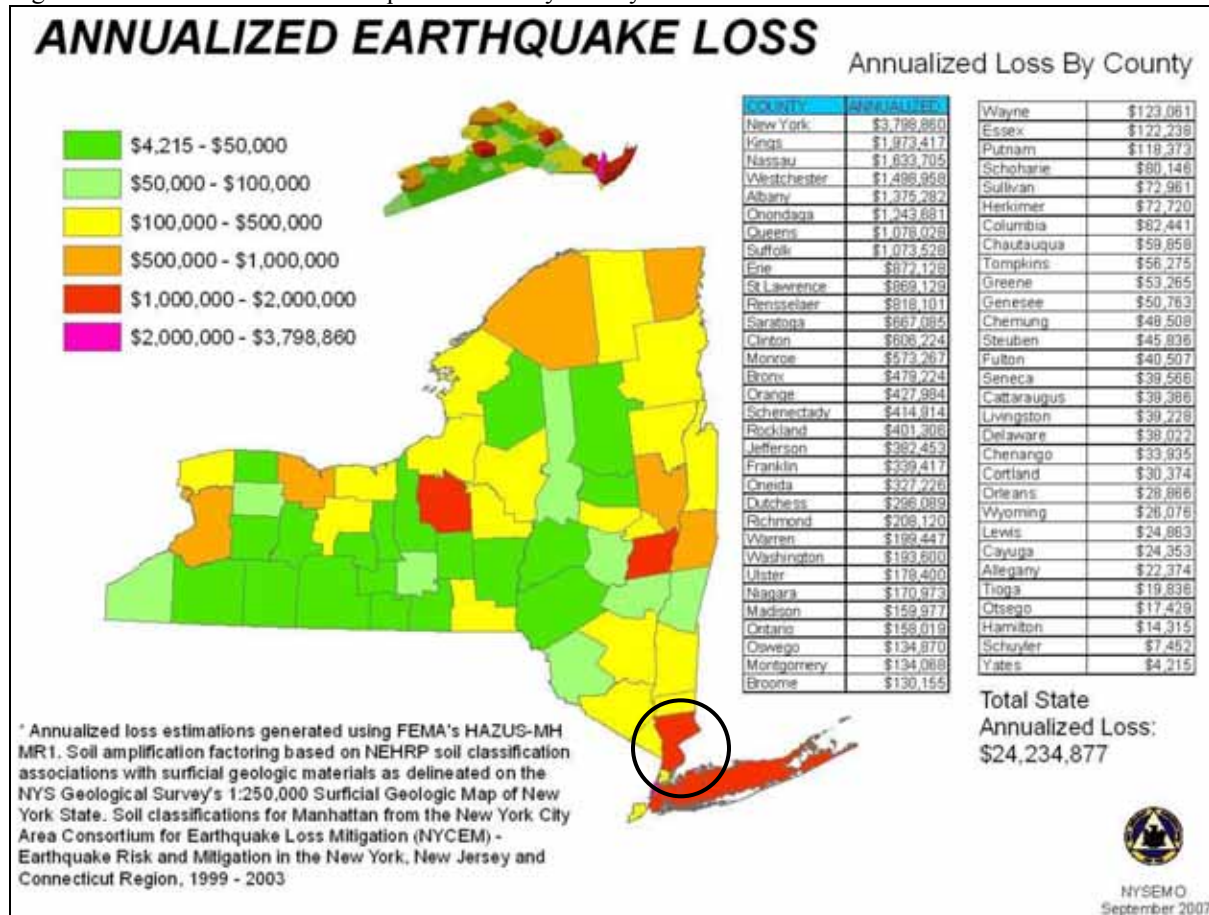 ANNUALIZED EARTHQUAKE LOSS
Annualized Loss By County
$4,215 - $50,000
$50,000 - $100,000
$100,000 - $500,000
$500,000 - $1,000,000
$1,000,000 - $2,000,000
$2,000,000 - $3.798,860
COUNTY ANNUALIZED
New York $3,798,860
Kings $1,973,417
Nassau $1,633,705
Westchester $1,498,958
Albany $1,375,282
Onondaga $1,243,681
Queens $1,078,028
Suffolk $1,073,528
Erie $872,128
St Lawrence $869,129
Rensselaer $818,101
Saratoga $667,085
Clinton $606,224
Monroe $573,267
Bronx $479,224
Orange $427,984
Schenectady $414,814
Rockland $401,306
Jefferson $382,453
Franklin $339,417
Oneida $327,226
Dutchess $296,089
Richmond $208,120
Warren $199,447
Washington $193,600
Ulster $178,400
Niagara $170,973
Madison $159,977
Ontario $158,019
Oswego $134,870
Montgomery $134,068
Broome $130,155
Wayne $123,061
Essex $122,238
Putnam $118,373
Schoharie $80,146
Sullivan $72,961
Herkimer $72,720
Columbia $62,441
Chautauqua $59,858
Tompkins $56,275
Greene $53,265
Genesee $50,763
Chemung $48,508
Steuben $45,836
Fulton $40,507
Seneca $39,566
Cattaraugus $39,386
Livingston $39,228
Delaware $38,022
Chenango $33,935
Cortland $30,374
Orleans $28,866
Wyoming $26,076
Lewis $24,863
Cayuga $24,353
Allegany $22,374
Tioga $19,836
Otsego $17,429
Hamilton $14,315
Schuyler $7,452
Yates $4,215
Total State
Annualized Loss:
$24,234,877
* Annualized loss estimations generated using FEMA's HAZUS-MH
MR1. Soil amplification factoring based on NEHRP soil classification
associations with surficial geologic materials as delineated on the
NYS Geological Survey's 1:250,000 Surficial Geologic Map of New
York State. Soil classifications for Manhattan from the New York City
Area Consortium for Earthquake Loss Mitigation (NYCEM) -
Earthquake Risk and Mitigation in the New York, New Jersey and
Connecticut Region, 1999 - 2003
NYSEMO
September 2007